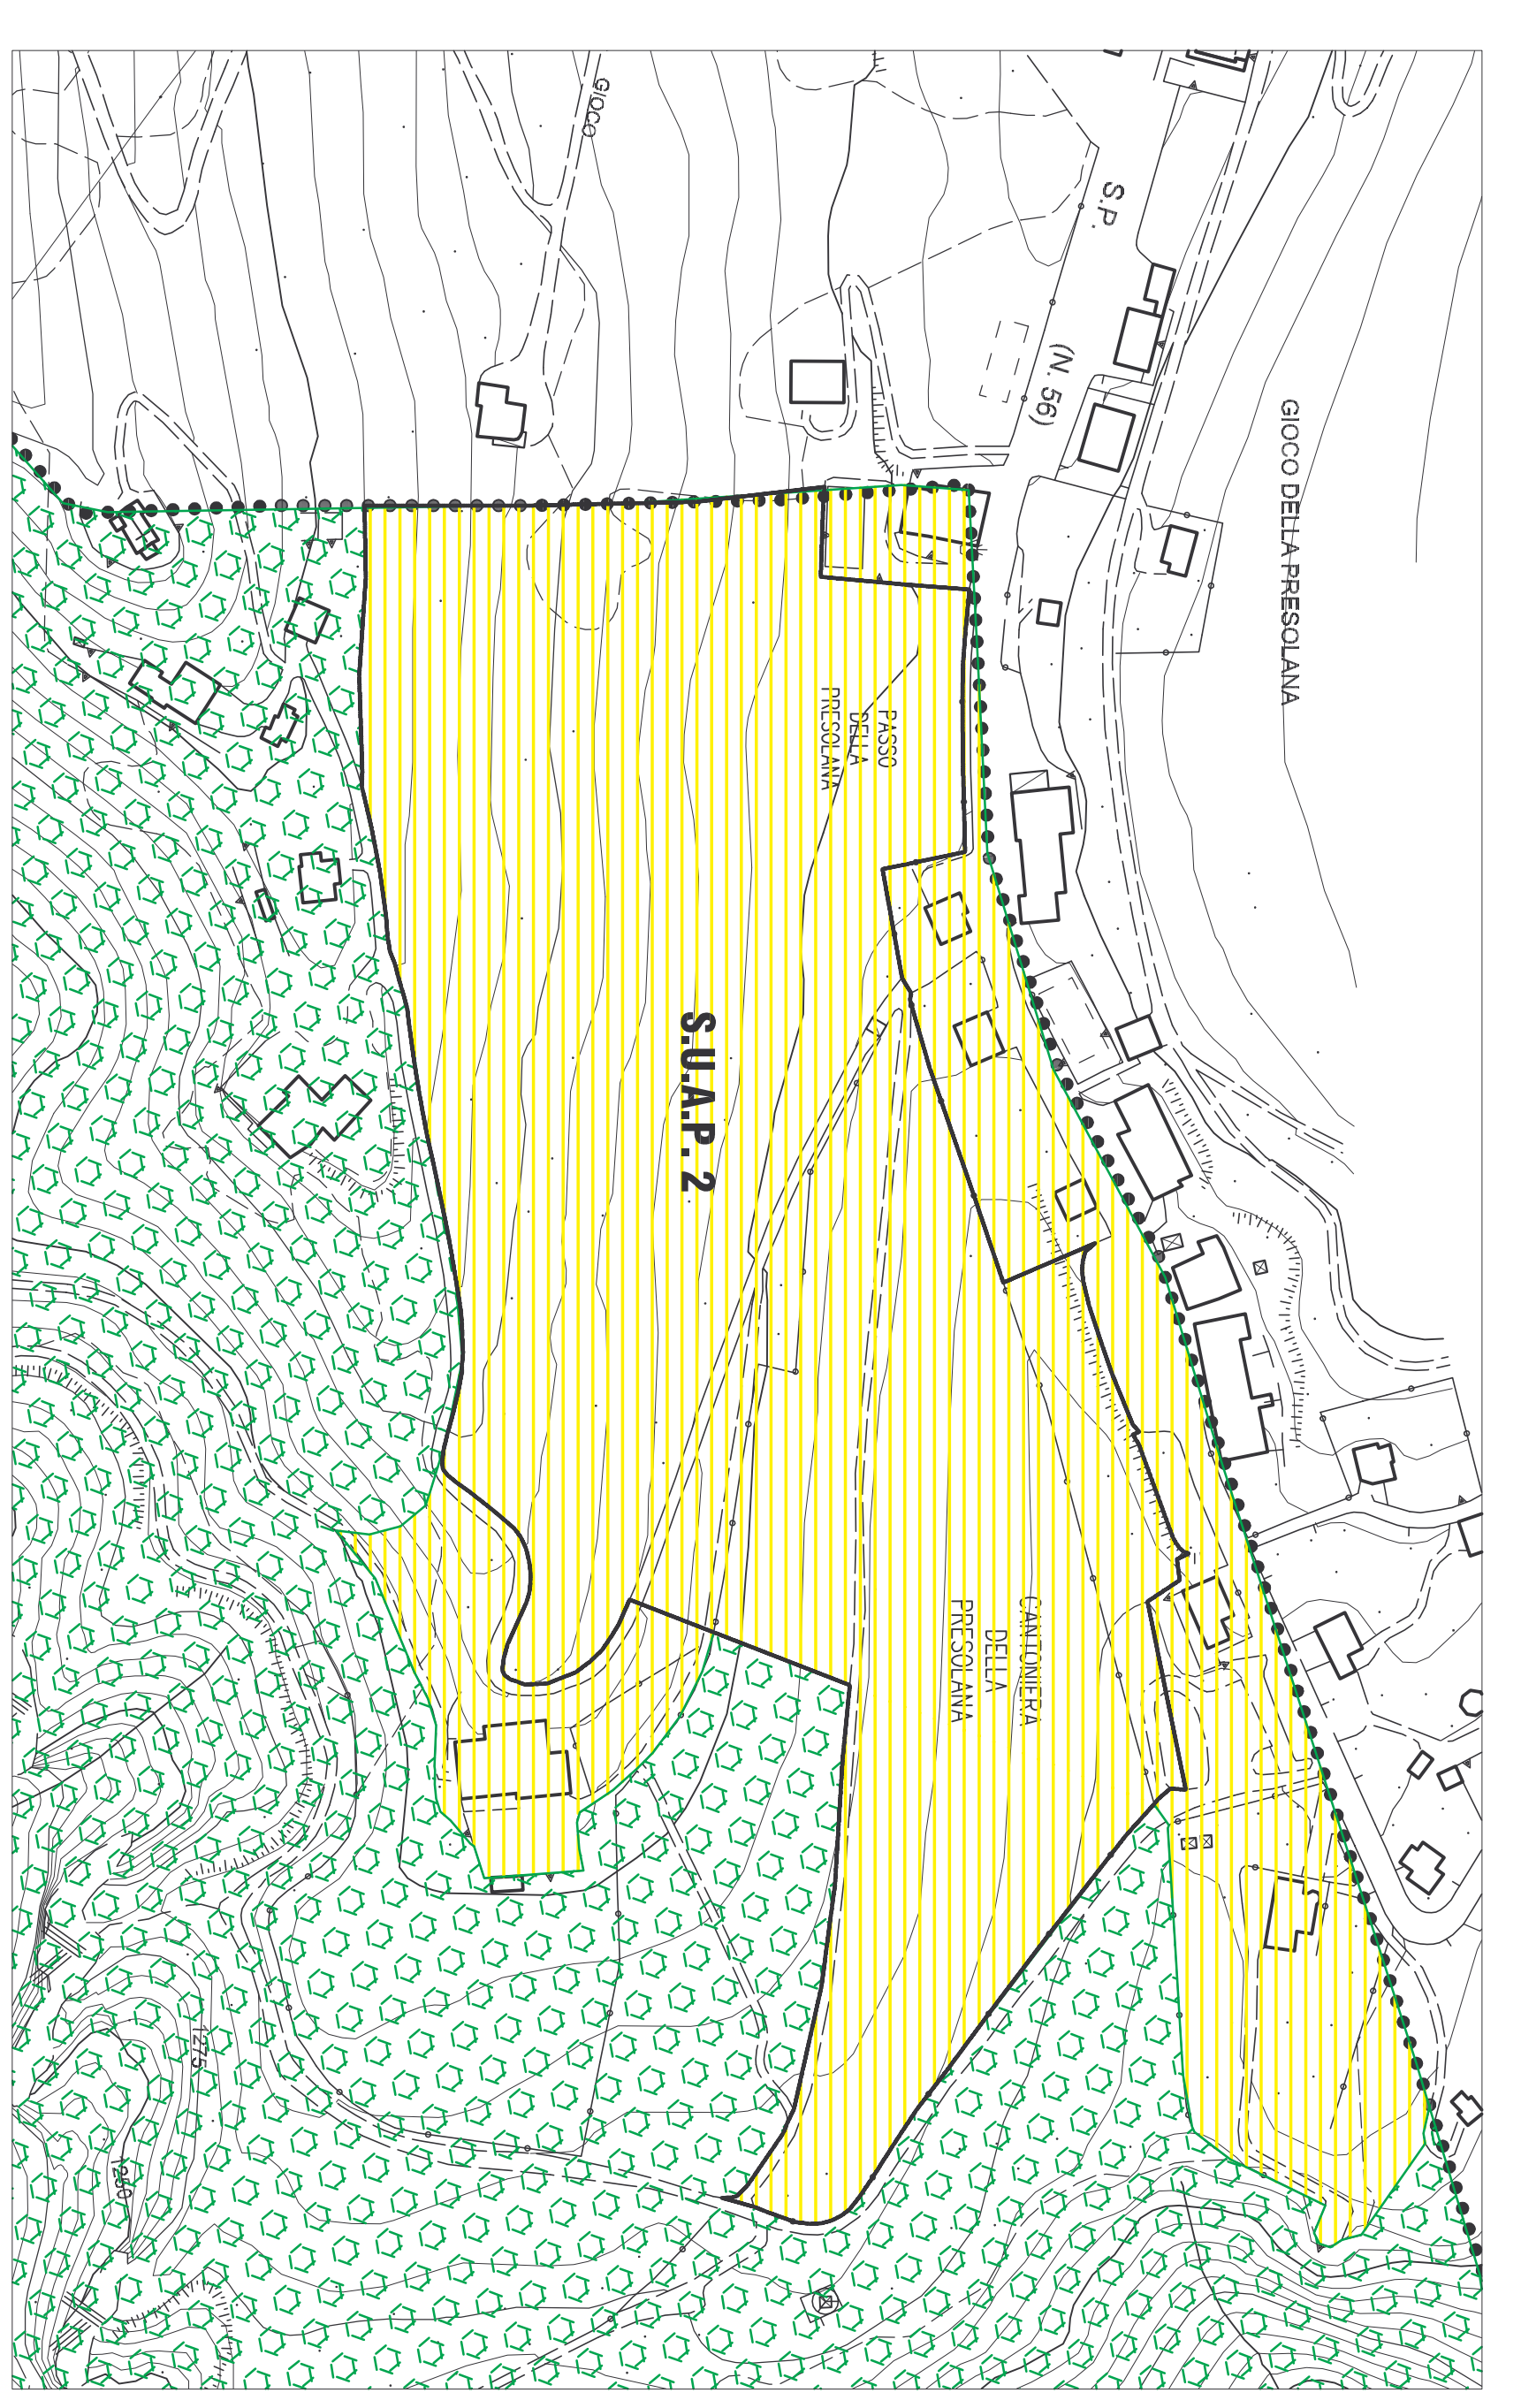 GIOCO
S.P.
(N. 56)
GIOCO DELLA PRESOLANA
PASSO
DELLA
PRESOLANA
S.U.A.P. 2
CANTONIERA
DELLA
PRESOLANA
1275
1250